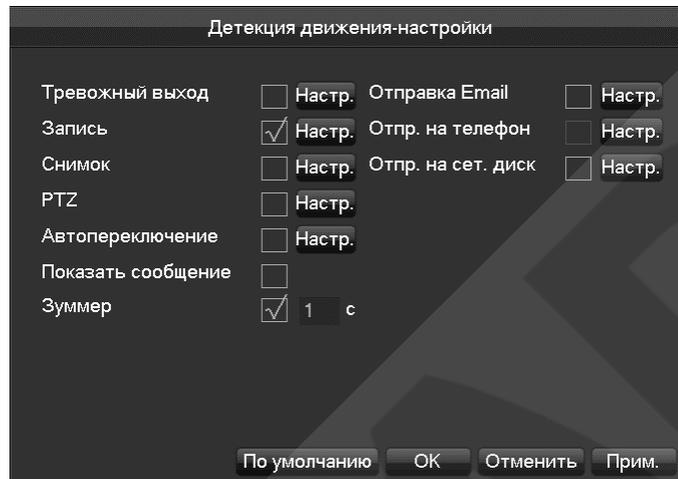 Детекция движения-настройки
Тревожный выход Настр. Отправка Email Настр.
Запись Настр. Отпр. на телефон Настр.
Снимок Настр. Отпр. на сет. диск Настр.
PTZ Настр.
Автопереключение Настр.
Показать сообщение
Зуммер 1 с
По умолчанию OK Отменить Прим.